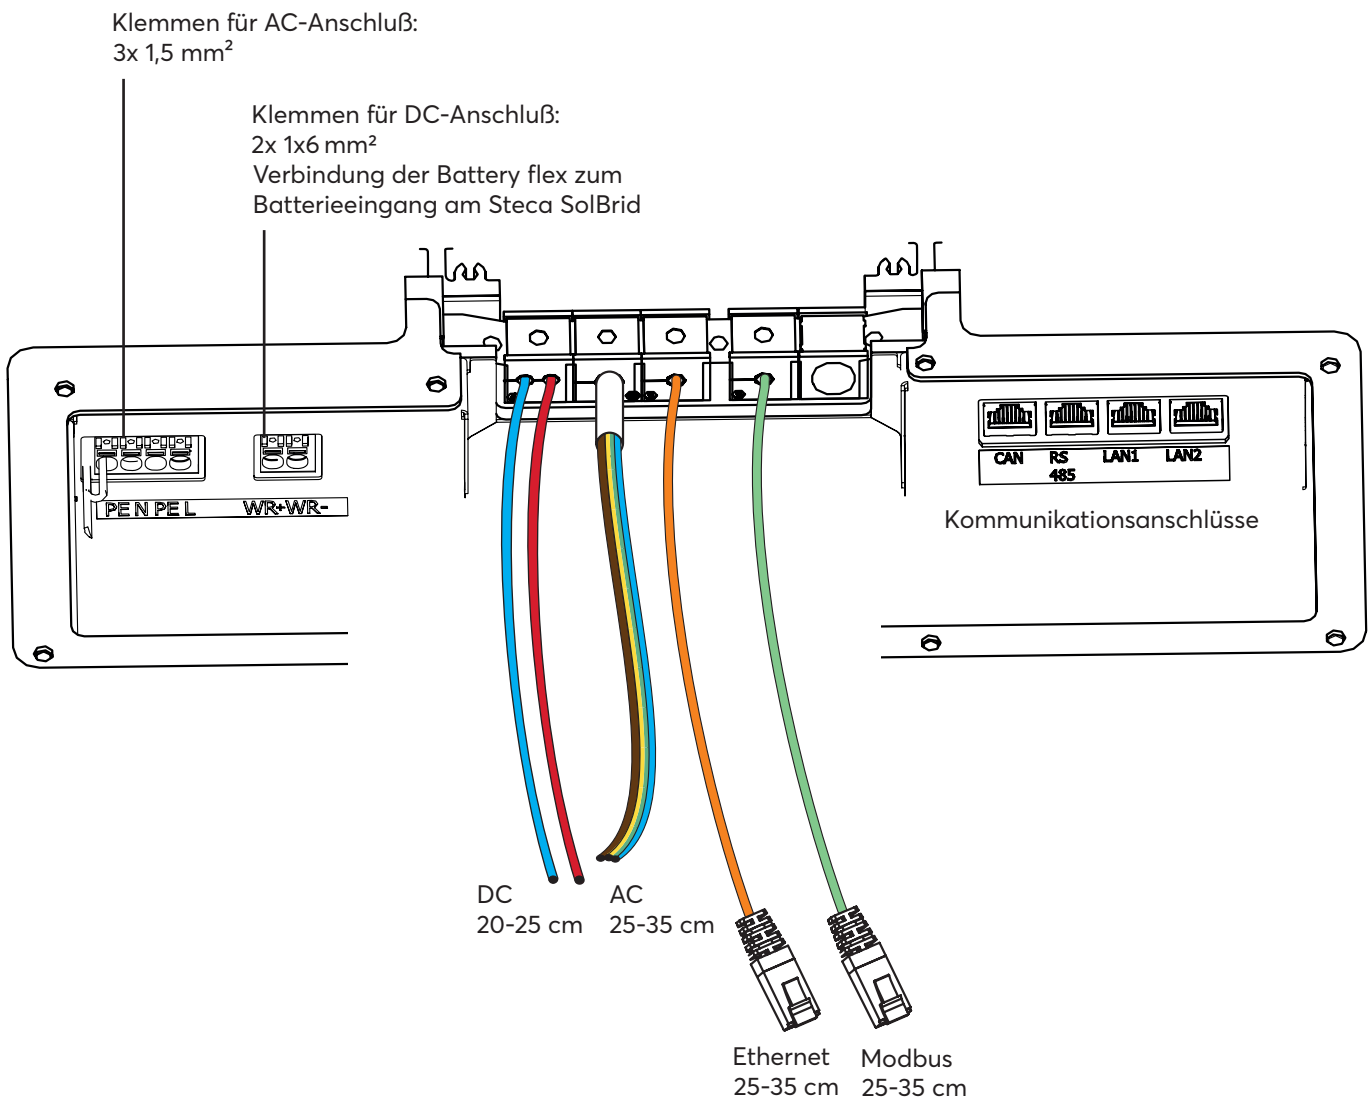 Klemmen für AC-Anschluß:
3x 1,5 mm²
Klemmen für DC-Anschluß:
2x 1x6 mm²
Verbindung der Battery flex zum
Batterieeingang am Steca SolBrid
PE N PE L
WR+WR-
CAN RS LAN1 LAN2
485
Kommunikationsanschlüsse
DC
20-25 cm
AC
25-35 cm
Ethernet
25-35 cm
Modbus
25-35 cm